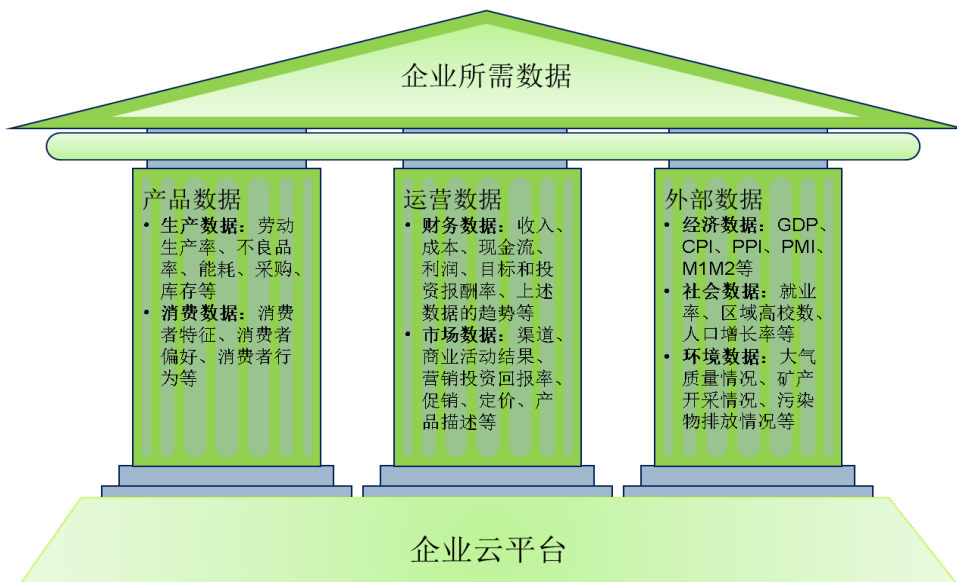 企业所需数据
产品数据
• 生产数据：劳动
生产率、不良品
率、能耗、采购、
库存等
• 消费数据：消费
者特征、消费者
偏好、消费者行
为等
运营数据
• 财务数据：收入、
成本、现金流、
利润、目标和投
资报酬率、上述
数据的趋势等
• 市场数据：渠道、
商业活动结果、
营销投资回报率、
促销、定价、产
品描述等
外部数据
• 经济数据：GDP、
CPI、PPI、PMI、
M1M2等
• 社会数据：就业
率、区域高校数、
人口增长率等
• 环境数据：大气
质量情况、矿产
开采情况、污染
物排放情况等
企业云平台